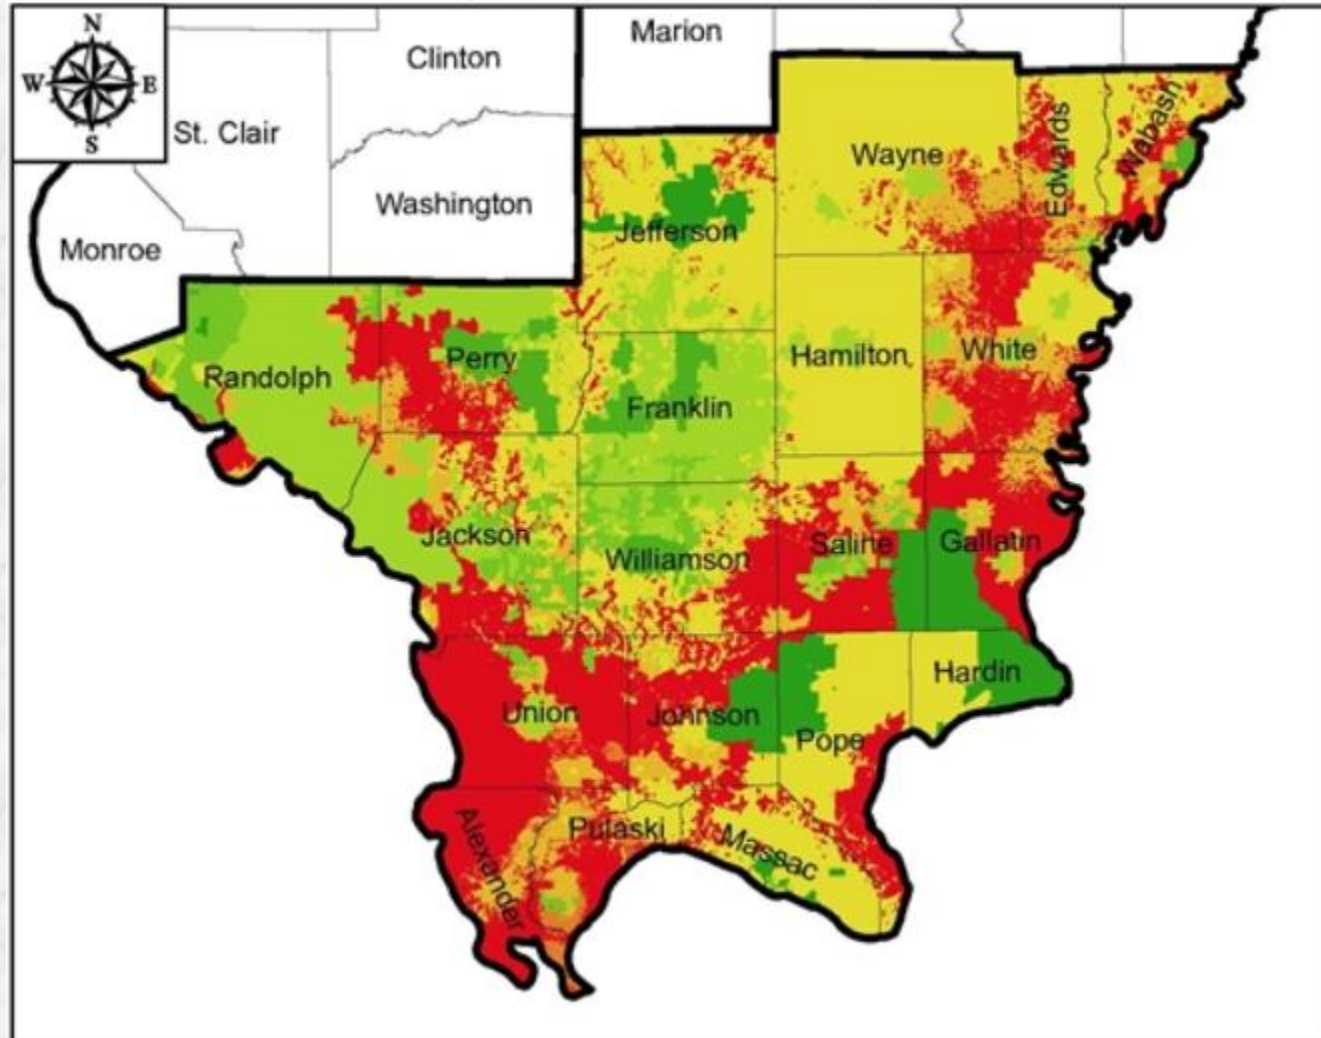 N
W E
S
Marion
Clinton
St. Clair
Washington
Monroe
Wayne
Edwards
Wabash
Jefferson
Hamilton
White
Perry
Randolph
Franklin
Jackson
Williamson
Saline
Gallatin
Hardin
Union
Johnson
Pope
Alexander
Pulaski
Massac